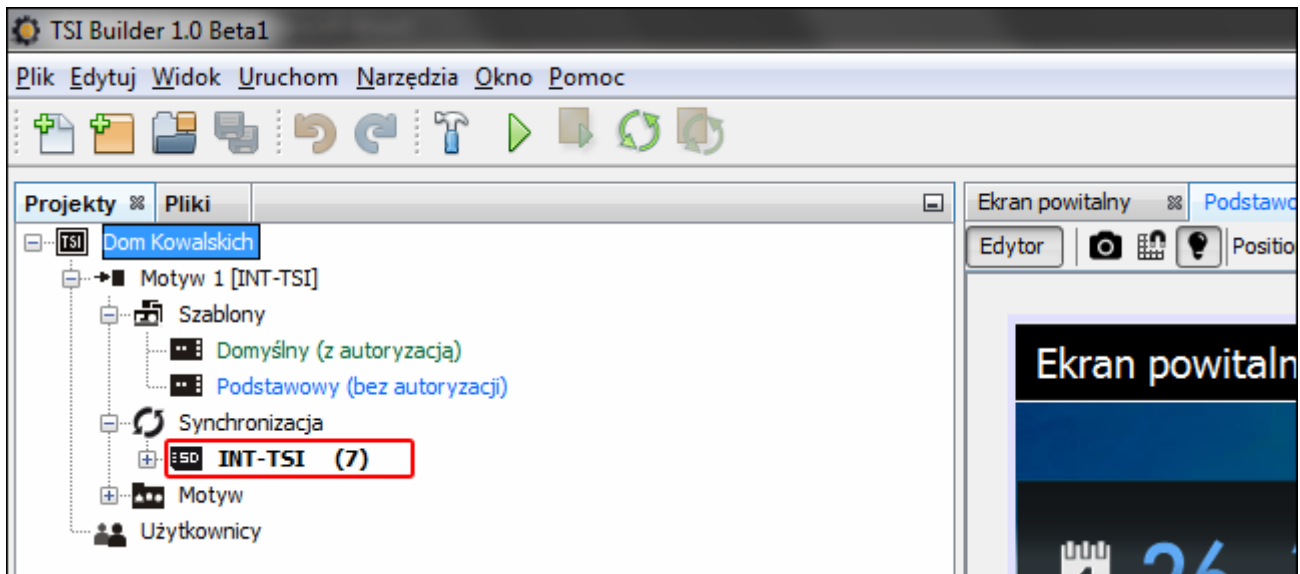 TSI Builder 1.0 Beta1
Plik Edytuj Widok Uruchom Narzędzia Okno Pomoc
Projekty Pliki
Ekran powitalny Podstawo
TSI Dom Kowalskich
Edytor Positio
Motyw 1 [INT-TSI]
Szablony
Domyślny (z autoryzacją)
Ekran powitaln
Podstawowy (bez autoryzacji)
Synchronizacja
SD INT-TSI (7)
Motyw
Użytkownicy
26